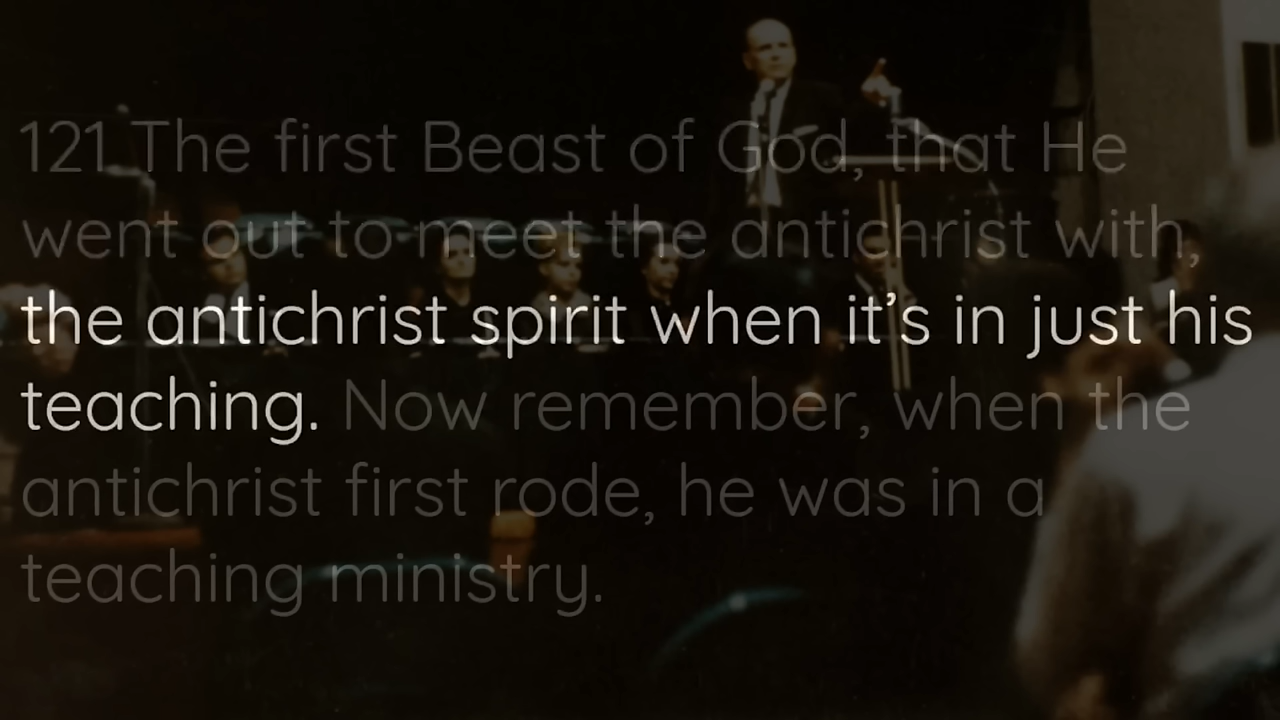 121 The first Beast of God, that He
went out to meet the antichrist with,
the antichrist spirit when it’s in just his
teaching. Now remember, when the
antichrist first rode, he was in a
teaching ministry.